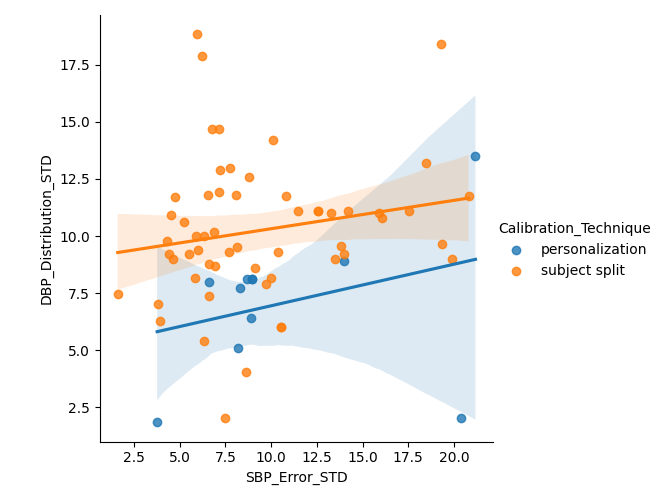 DBP_Distribution_STD
17.5
15.0
12.5
10.0
7.5
5.0
2.5
2.5 5.0 7.5 10.0 12.5 15.0 17.5 20.0
SBP_Error_STD
Calibration_Technique
personalization
subject split